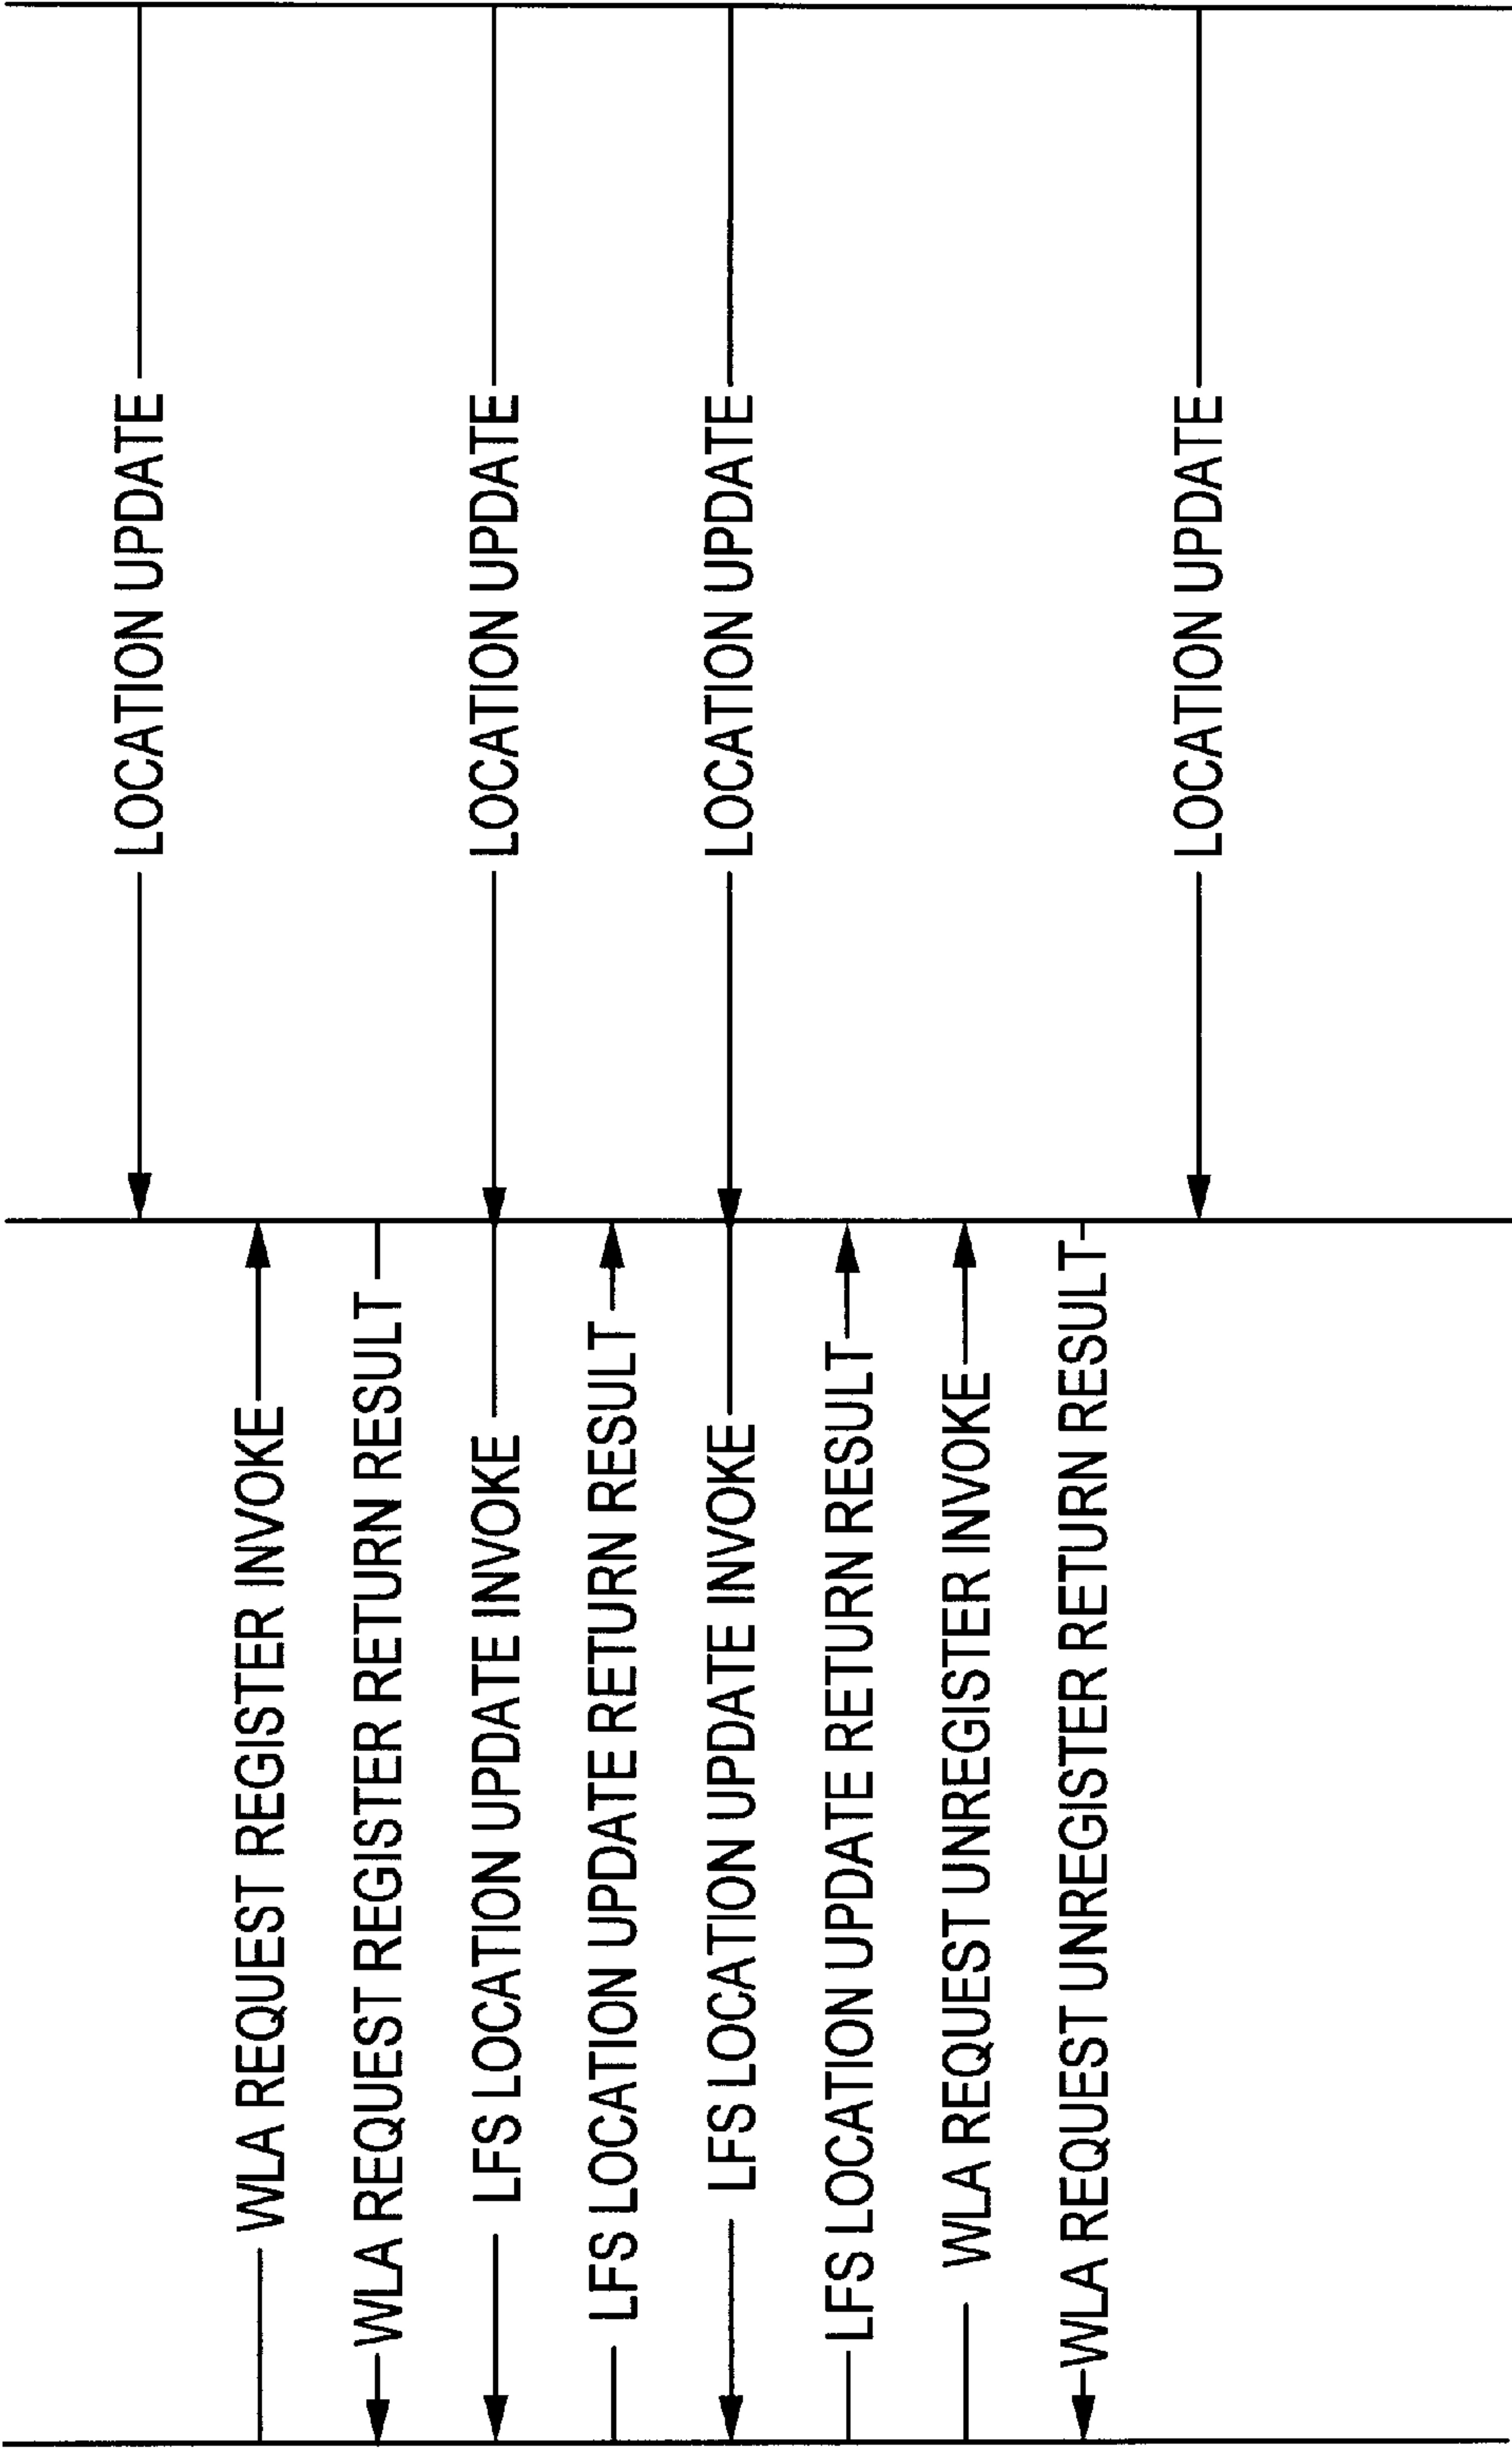 LOCATION UPDATE
WLA REQUEST REGISTER INVOKE
WLA REQUEST REGISTER RETURN RESULT
LFS LOCATION UPDATE INVOKE
LOCATION UPDATE
LFS LOCATION UPDATE RETURN RESULT
LFS LOCATION UPDATE INVOKE
LOCATION UPDATE
LFS LOCATION UPDATE RETURN RESULT
WLA REQUEST UNREGISTER INVOKE
WLA REQUEST UNREGISTER RETURN RESULT
LOCATION UPDATE